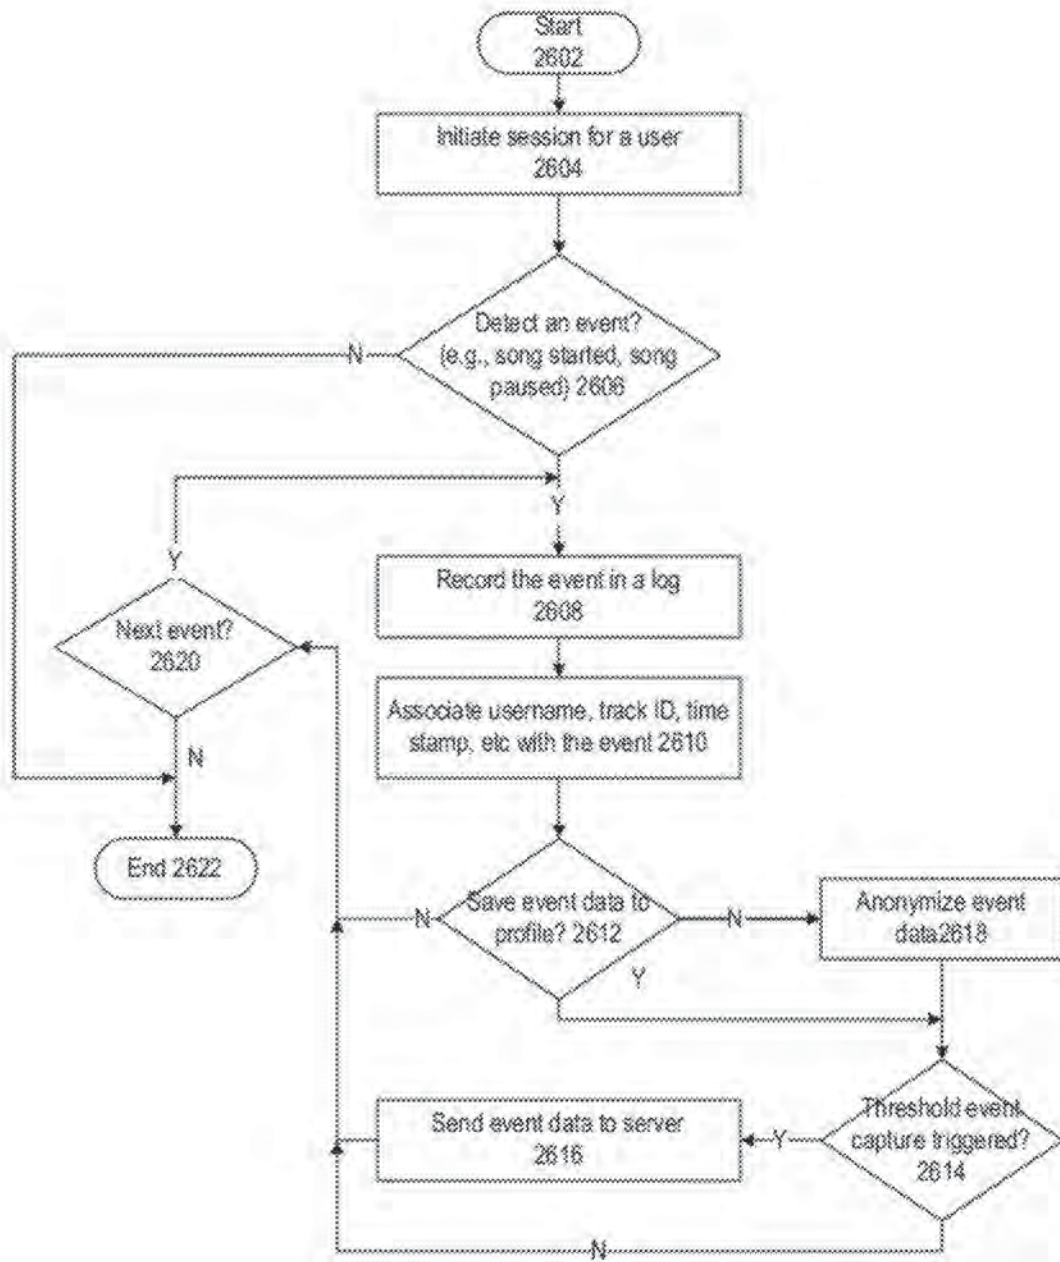 Start
2602
Initiate session for a user
2604
Detect an event?
(e.g., song started, song
paused) 2606
N
Y
Y
Record the event in a log
2608
Next event?
2620
Associate username, track ID, time
stamp, etc with the event 2610
N
End 2622
Save event data to
profile? 2612
N
N
Anonymize event
data2618
Y
Threshold event
capture triggered?
2614
Send event data to server
2616
Y
N